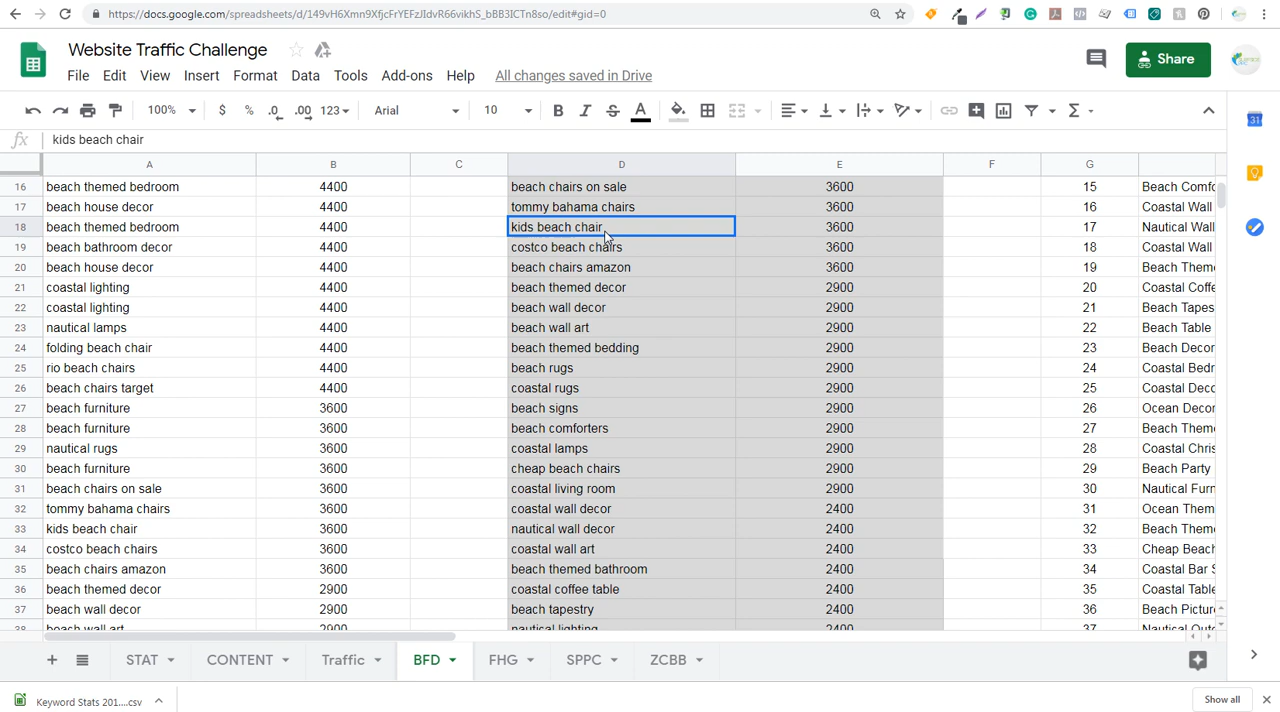 https://docs.google.com/spreadsheets/d/149vH6Xmn9XfjcFrYEFzJIdvR66vikhS_bBB3ICTn8so/edit#gid=0
Website Traffic Challenge
File Edit View Insert Format Data Tools Add-ons Help All changes saved in Drive
Share
100% $ % .0 .00 123 Arial 10 B I S A Σ
fx kids beach chair
A B C D E F G
16 beach themed bedroom 4400 beach chairs on sale 3600 15 Beach Comfo
17 beach house decor 4400 tommy bahama chairs 3600 16 Coastal Wall
18 beach themed bedroom 4400 kids beach chair 3600 17 Nautical Wall
19 beach bathroom decor 4400 costco beach chairs 3600 18 Coastal Wall
20 beach house decor 4400 beach chairs amazon 3600 19 Beach Theme
21 coastal lighting 4400 beach themed decor 2900 20 Coastal Coffe
22 coastal lighting 4400 beach wall decor 2900 21 Beach Tapes
23 nautical lamps 4400 beach wall art 2900 22 Beach Table
24 folding beach chair 4400 beach themed bedding 2900 23 Beach Decor
25 rio beach chairs 4400 beach rugs 2900 24 Coastal Bedr
26 beach chairs target 4400 coastal rugs 2900 25 Coastal Deco
27 beach furniture 3600 beach signs 2900 26 Ocean Decor
28 beach furniture 3600 beach comforters 2900 27 Beach Theme
29 nautical rugs 3600 coastal lamps 2900 28 Coastal Chris
30 beach furniture 3600 cheap beach chairs 2900 29 Beach Party
31 beach chairs on sale 3600 coastal living room 2900 30 Nautical Furn
32 tommy bahama chairs 3600 coastal wall decor 2400 31 Ocean Them
33 kids beach chair 3600 nautical wall decor 2400 32 Beach Theme
34 costco beach chairs 3600 coastal wall art 2400 33 Cheap Beach
35 beach chairs amazon 3600 beach themed bathroom 2400 34 Coastal Bar S
36 beach themed decor 2900 coastal coffee table 2400 35 Coastal Table
37 beach wall decor 2900 beach tapestry 2400 36 Beach Picture
38 beach wall art 2900 nautical lighting 2400 37 Nautical Out
STAT CONTENT Traffic BFD FHG SPPC ZCBB
Keyword Stats 201....csv Show all